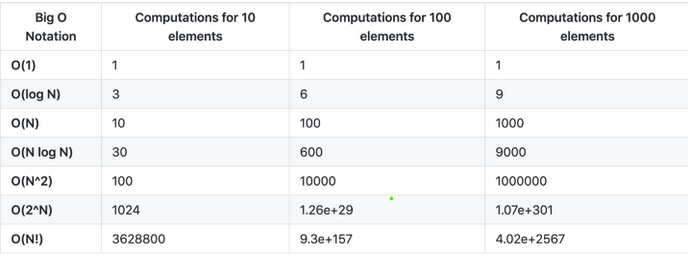 Big O Notation Computations for 10 elements Computations for 100 elements Computations for 1000 elements
O(1) 1 1 1
O(log N) 3 6 9
O(N) 10 100 1000
O(N log N) 30 600 9000
O(N^2) 100 10000 1000000
O(2^N) 1024 1.26e+29 1.07e+301
O(N!) 3628800 9.3e+157 4.02e+2567